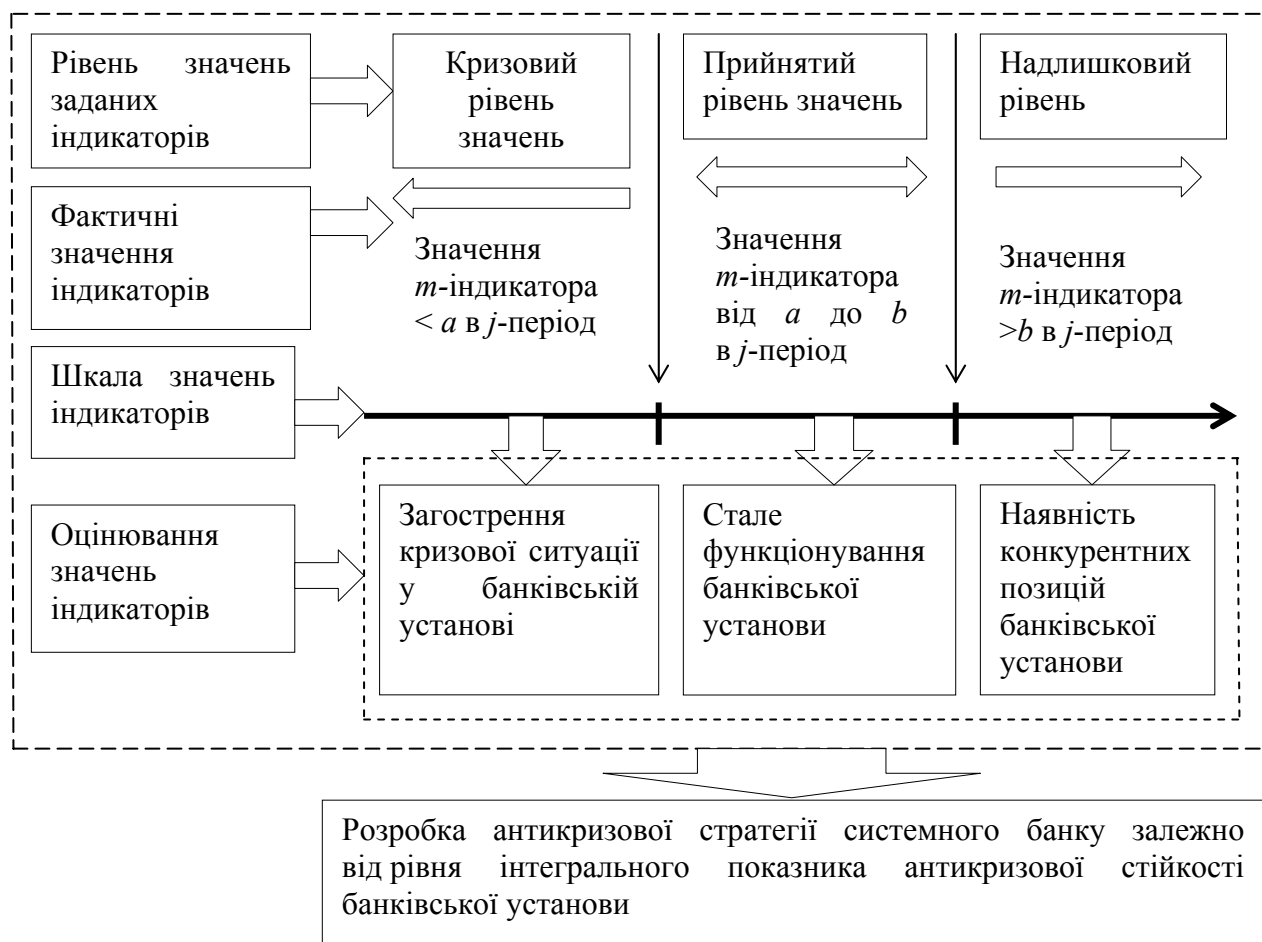 Рівень значень
заданих
індикаторів
Кризовий
рівень
значень
Прийнятий
рівень значень
Надлишковий
рівень
Фактичні
значення
індикаторів
Значення
m-індикатора
< a в j-період
Значення
m-індикатора
від a до b
в j-період
Значення
m-індикатора
>b в j-період
Шкала значень
індикаторів
Оцінювання
значень
індикаторів
Загострення
кризової ситуації
у банківській
установі
Стале
функціонування
банківської
установи
Наявність
конкурентних
позицій
банківської
установи
Розробка антикризової стратегії системного банку залежно
від рівня інтегрального показника антикризової стійкості
банківської установи